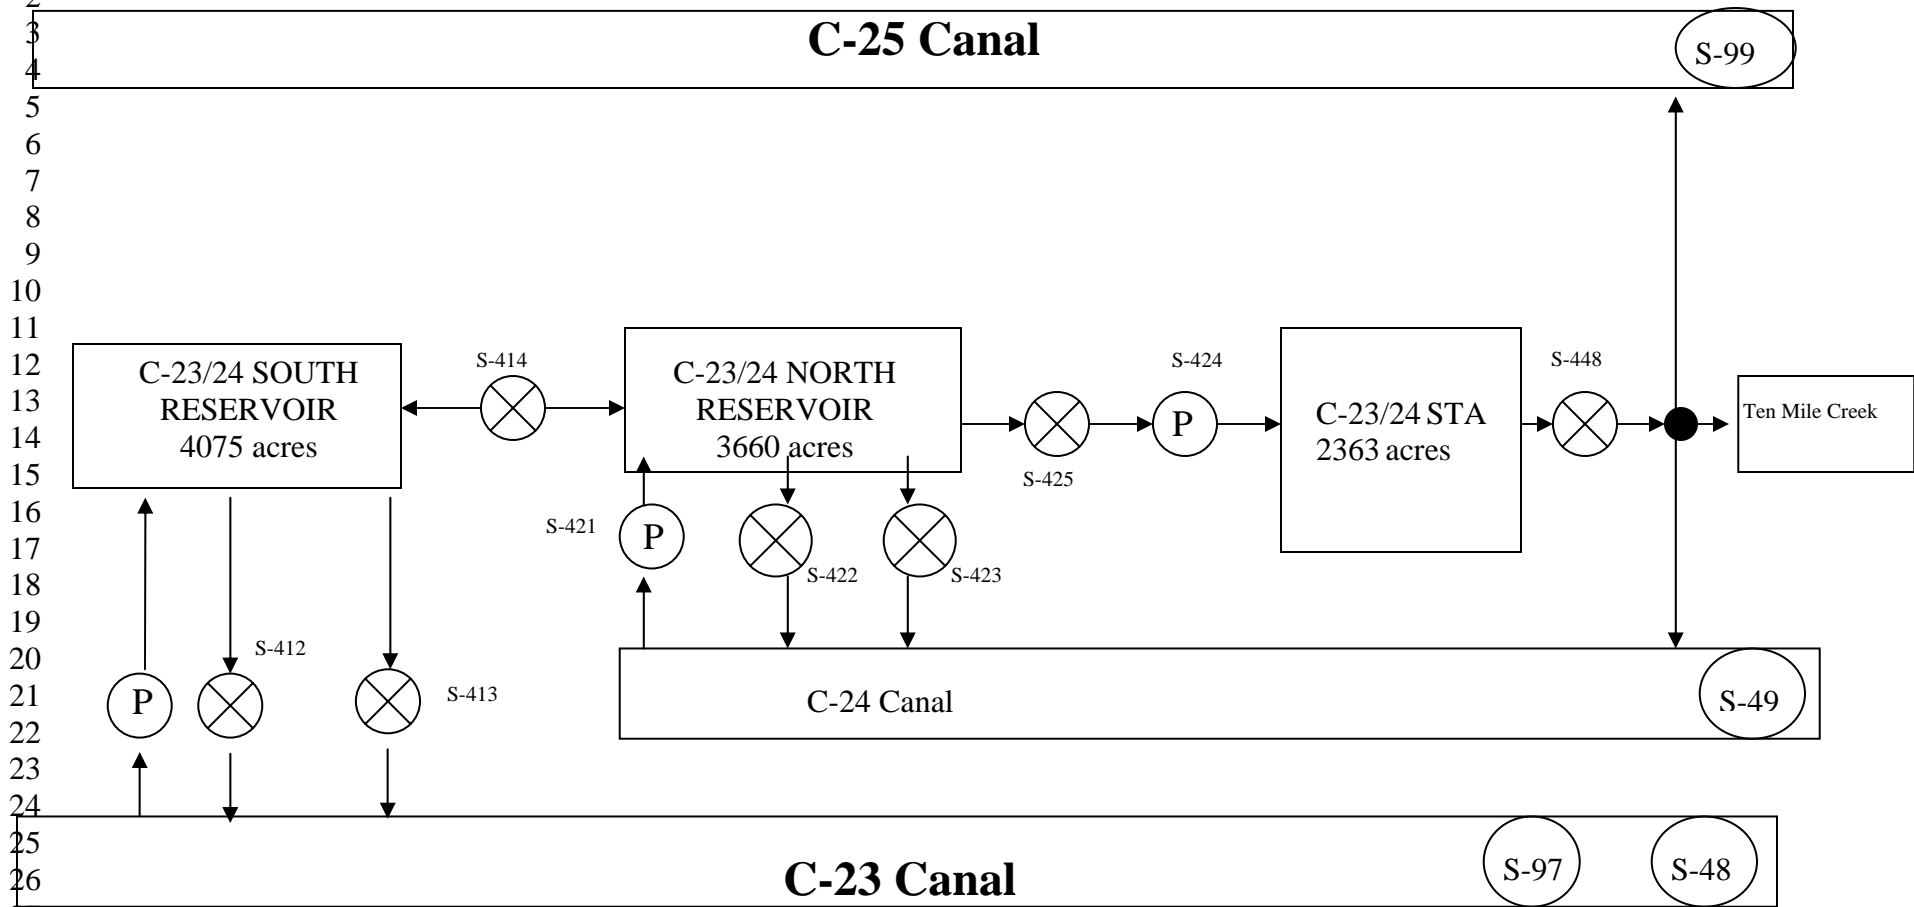 2
3
4
5
6
7
8
9
10
11
12
13
14
15
16
17
18
19
20
21
22
23
24
25
26
C-25 Canal
S-99
C-23/24 SOUTH
RESERVOIR
4075 acres
S-414
C-23/24 NORTH
RESERVOIR
3660 acres
S-425
S-424
P
C-23/24 STA
2363 acres
S-448
Ten Mile Creek
S-421
P
S-422
S-423
P
S-412
S-413
C-24 Canal
S-49
C-23 Canal
S-97
S-48